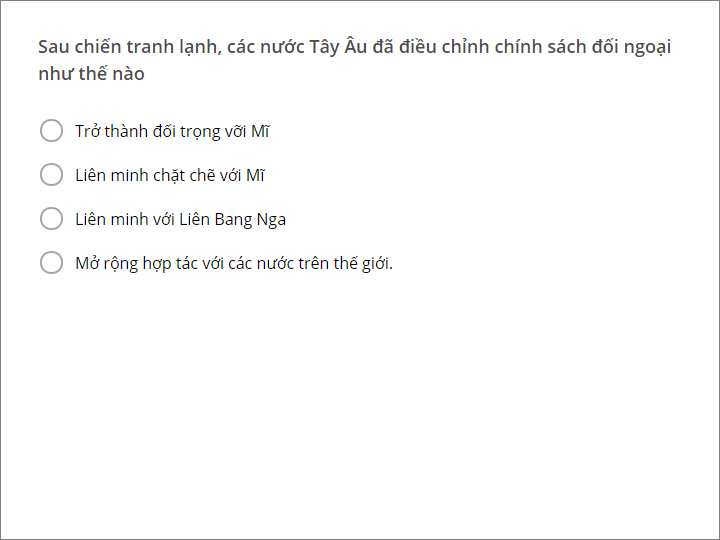 Sau chiến tranh lạnh, các nước Tây Âu đã điều chỉnh chính sách đối ngoại
như thế nào
Trở thành đối trọng vỡi Mĩ
Liên minh chặt chẽ với Mĩ
Liên minh với Liên Bang Nga
Mở rộng hợp tác với các nước trên thế giới.